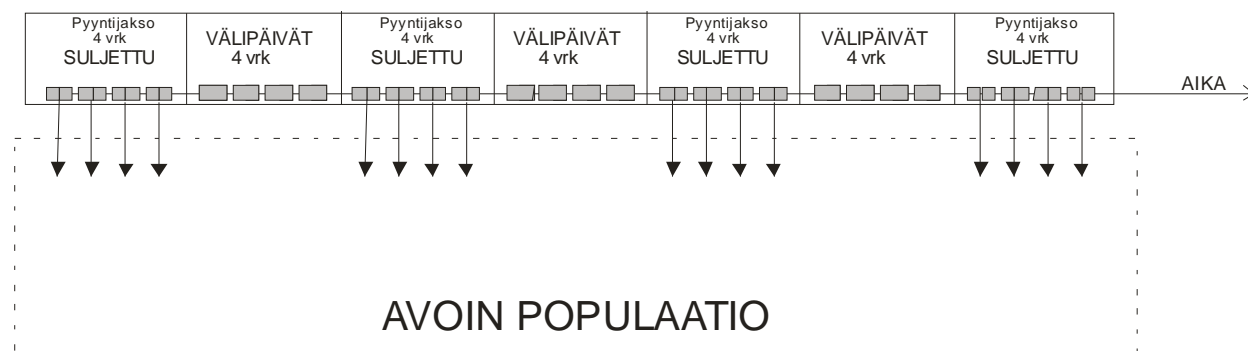 Pyyntijakso
4 vrk
SULJETTU
VÄLIPÄIVÄT
4 vrk
Pyyntijakso
4 vrk
SULJETTU
VÄLIPÄIVÄT
4 vrk
Pyyntijakso
4 vrk
SULJETTU
VÄLIPÄIVÄT
4 vrk
Pyyntijakso
4 vrk
SULJETTU
AIKA
AVOIN POPULAATIO